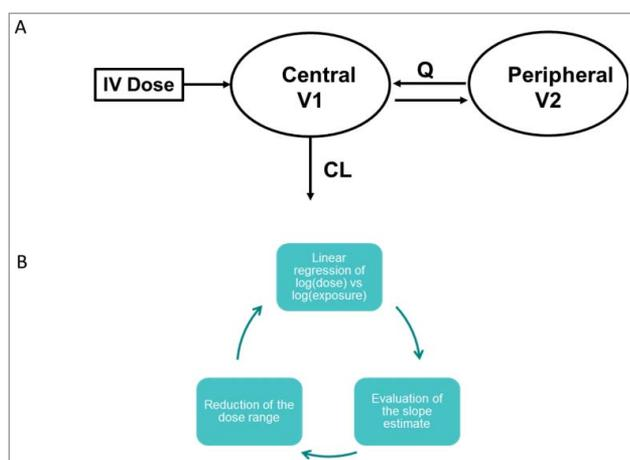 A
IV Dose
Central
V1
Q
Peripheral
V2
CL
B
Linear
regression of
log(dose) vs
log(exposure)
Reduction of the
dose range
Evaluation of
the slope
estimate